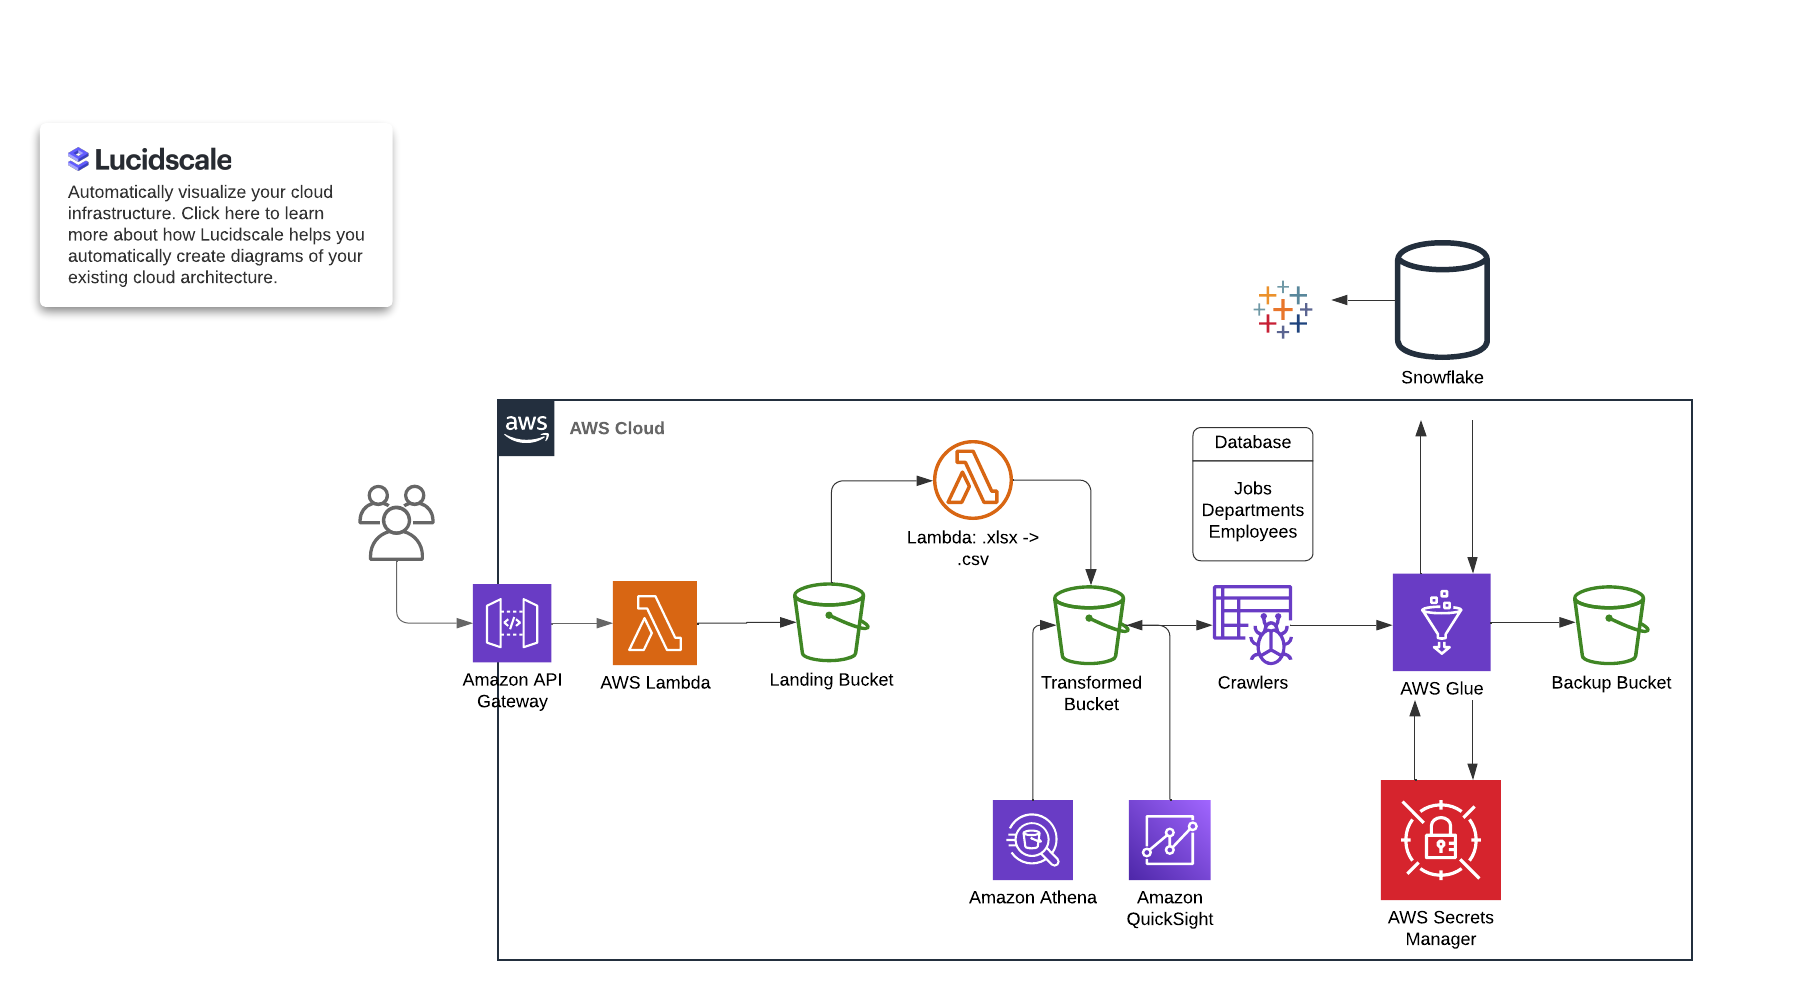 Lucidscale
Automatically visualize your cloud
infrastructure. Click here to learn
more about how Lucidscale helps you
automatically create diagrams of your
existing cloud architecture.
Snowflake
aws
AWS Cloud
Database
Jobs
Departments
Employees
Lambda: .xlsx ->
.csv
</>
Amazon API
Gateway
AWS Lambda
Landing Bucket
Transformed
Bucket
Crawlers
AWS Glue
Backup Bucket
Amazon Athena
Amazon
QuickSight
AWS Secrets
Manager